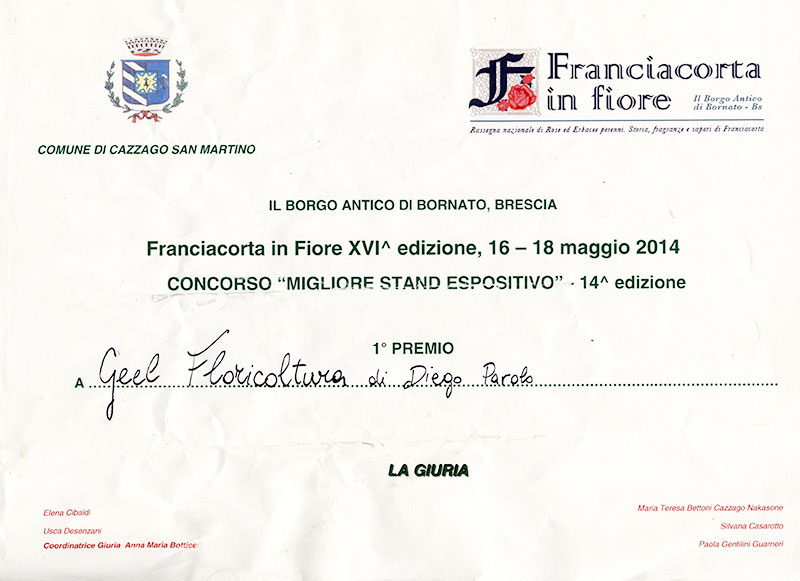 Franciacorta
in fiore
Il Borgo Antico
di Bornato - Bs
Rassegna nazionale di Rose ed Erbacee perenni. Storia, fragranze e sapori di Franciacorta
COMUNE DI CAZZAGO SAN MARTINO
IL BORGO ANTICO DI BORNATO, BRESCIA
Franciacorta in Fiore XVI^ edizione, 16 – 18 maggio 2014
CONCORSO “MIGLIORE STAND ESPOSITIVO” - 14^ edizione
1° PREMIO
A Geel Floricoltura di Diego Parolo
LA GIURIA
Elena Cibaldi
Usca Desenzani
Coordinatrice Giuria Anna Maria Bottice
Maria Teresa Bettoni Cazzago Nakasone
Silvana Casarotto
Paola Gentilini Guarneri